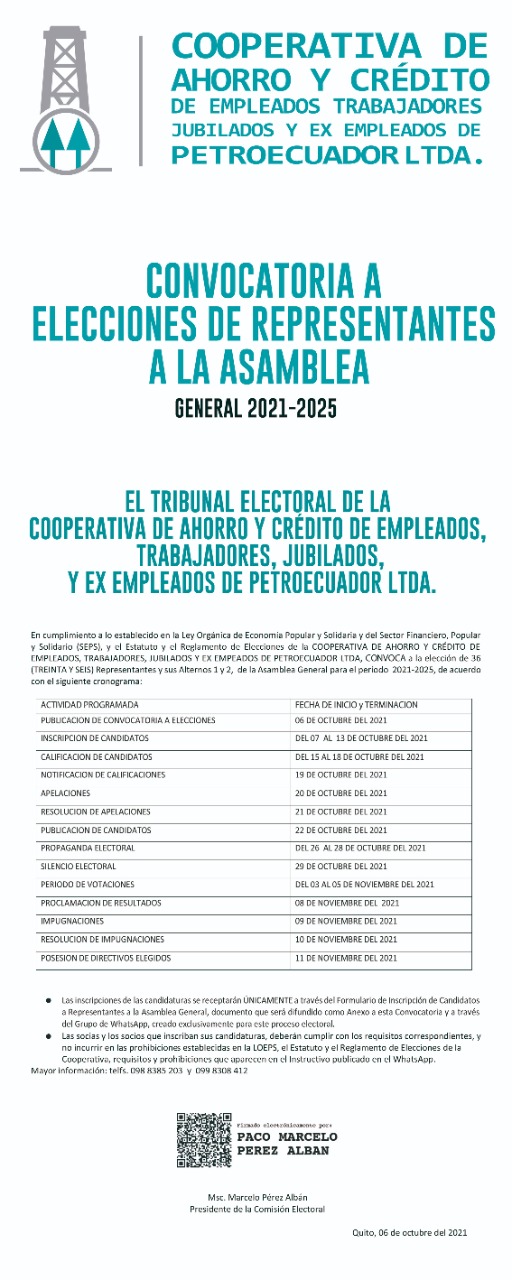 COOPERATIVA DE
AHORRO Y CRÉDITO
DE EMPLEADOS TRABAJADORES
JUBILADOS Y EX EMPLEADOS DE
PETROECUADOR LTDA.
CONVOCATORIA A
ELECCIONES DE REPRESENTANTES
A LA ASAMBLEA
GENERAL 2021-2025
EL TRIBUNAL ELECTORAL DE LA
COOPERATIVA DE AHORRO Y CRÉDITO DE EMPLEADOS,
TRABAJADORES, JUBILADOS,
Y EX EMPLEADOS DE PETROECUADOR LTDA.
En cumplimiento a lo establecido en la Ley Orgánica de Economía Popular y Solidaria y del Sector Financiero, Popular
y Solidario (SEPS), y el Estatuto y el Reglamento de Elecciones de la COOPERATIVA DE AHORRO Y CRÉDITO DE
EMPLEADOS, TRABAJADORES, JUBILADOS Y EX EMPEADOS DE PETROECUADOR LTDA, CONVOCA a la elección de 36
(TREINTA Y SEIS) Representantes y sus Alternos 1 y 2, de la Asamblea General para el periodo 2021-2025, de acuerdo
con el siguiente cronograma:
ACTIVIDAD PROGRAMADA FECHA DE INICIO y TERMINACION
PUBLICACION DE CONVOCATORIA A ELECCIONES 06 DE OCTUBRE DEL 2021
INSCRIPCION DE CANDIDATOS DEL 07 AL 13 DE OCTUBRE DEL 2021
CALIFICACION DE CANDIDATOS DEL 15 AL 18 DE OCTUBRE DEL 2021
NOTIFICACION DE CALIFICACIONES 19 DE OCTUBRE DEL 2021
APELACIONES 20 DE OCTUBRE DEL 2021
RESOLUCION DE APELACIONES 21 DE OCTUBRE DEL 2021
PUBLICACION DE CANDIDATOS 22 DE OCTUBRE DEL 2021
PROPAGANDA ELECTORAL DEL 26 AL 28 DE OCTUBRE DEL 2021
SILENCIO ELECTORAL 29 DE OCTUBRE DEL 2021
PERIODO DE VOTACIONES DEL 03 AL 05 DE NOVIEMBRE DEL 2021
PROCLAMACION DE RESULTADOS 08 DE NOVIEMBRE DEL 2021
IMPUGNACIONES 09 DE NOVIEMBRE DEL 2021
RESOLUCION DE IMPUGNACIONES 10 DE NOVIEMBRE DEL 2021
POSESION DE DIRECTIVOS ELEGIDOS 11 DE NOVIEMBRE DEL 2021
● Las inscripciones de las candidaturas se receptarán ÚNICAMENTE a través del Formulario de Inscripción de Candidatos
a Representantes a la Asamblea General, documento que será difundido como Anexo a esta Convocatoria y a través
del Grupo de WhatsApp, creado exclusivamente para este proceso electoral.
● Las socias y los socios que inscriban sus candidaturas, deberán cumplir con los requisitos correspondientes, y
no incurrir en las prohibiciones establecidas en la LOEPS, el Estatuto y el Reglamento de Elecciones de la
Cooperativa, requisitos y prohibiciones que aparecen en el Instructivo publicado en el WhatsApp.
Mayor información: telfs. 098 8385 203 y 099 8308 412
Firmado electrónicamente por:
PACO MARCELO
PEREZ ALBAN
Msc. Marcelo Pérez Albán
Presidente de la Comisión Electoral
Quito, 06 de octubre del 2021